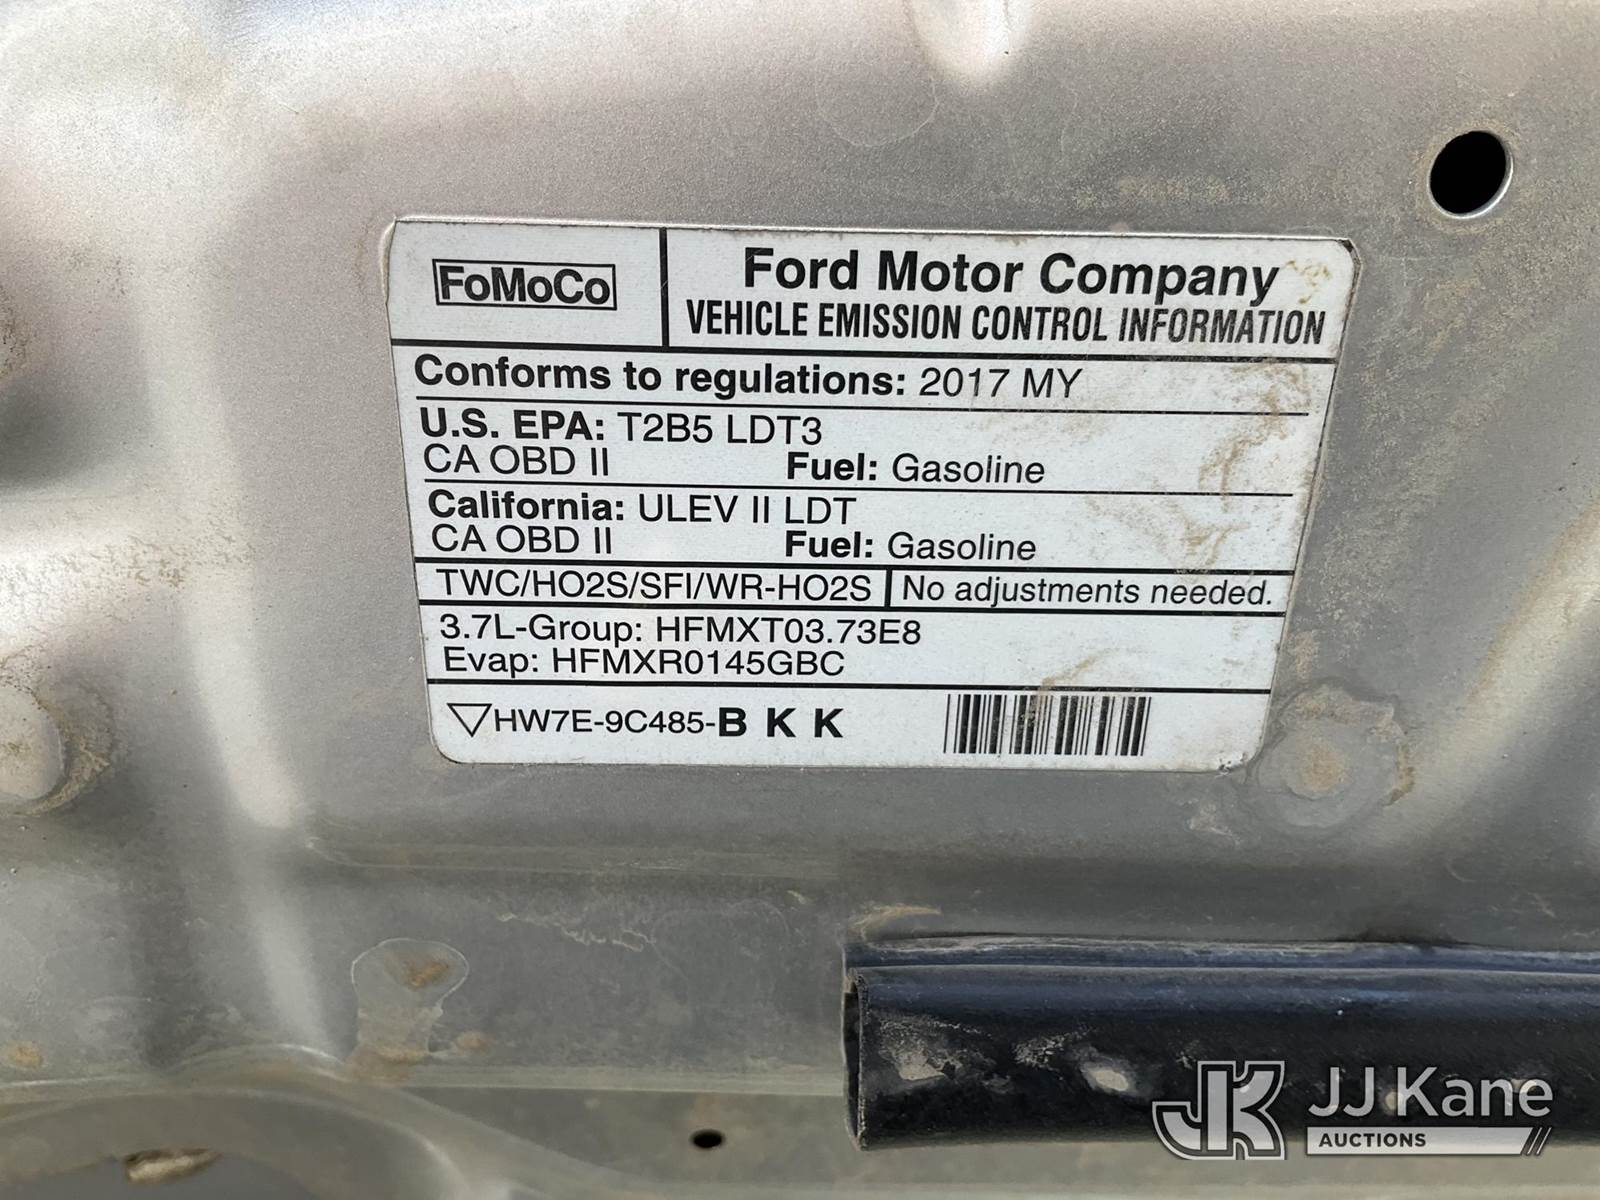 FoMoCo
Ford Motor Company
VEHICLE EMISSION CONTROL INFORMATION
Conforms to regulations: 2017 MY
U.S. EPA: T2B5 LDT3
CA OBD II Fuel: Gasoline
California: ULEV II LDT
CA OBD II Fuel: Gasoline
TWC/HO2S/SFI/WR-HO2S No adjustments needed.
3.7L-Group: HFMXT03.73E8
Evap: HFMXR0145GBC
HW7E-9C485-B K K
JK JJ Kane
AUCTIONS